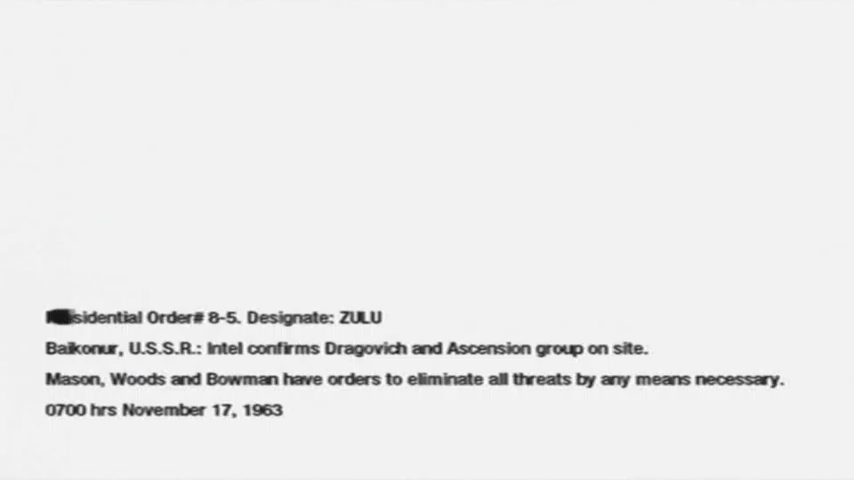 Order# 8-5. Designate: ZULU
Baikonur, U.S.S.R.: Intel confirms Dragovich and Ascension group on site.
Mason, Woods and Bowman have orders to eliminate all threats by any means necessary.
0700 hrs November 17, 1963